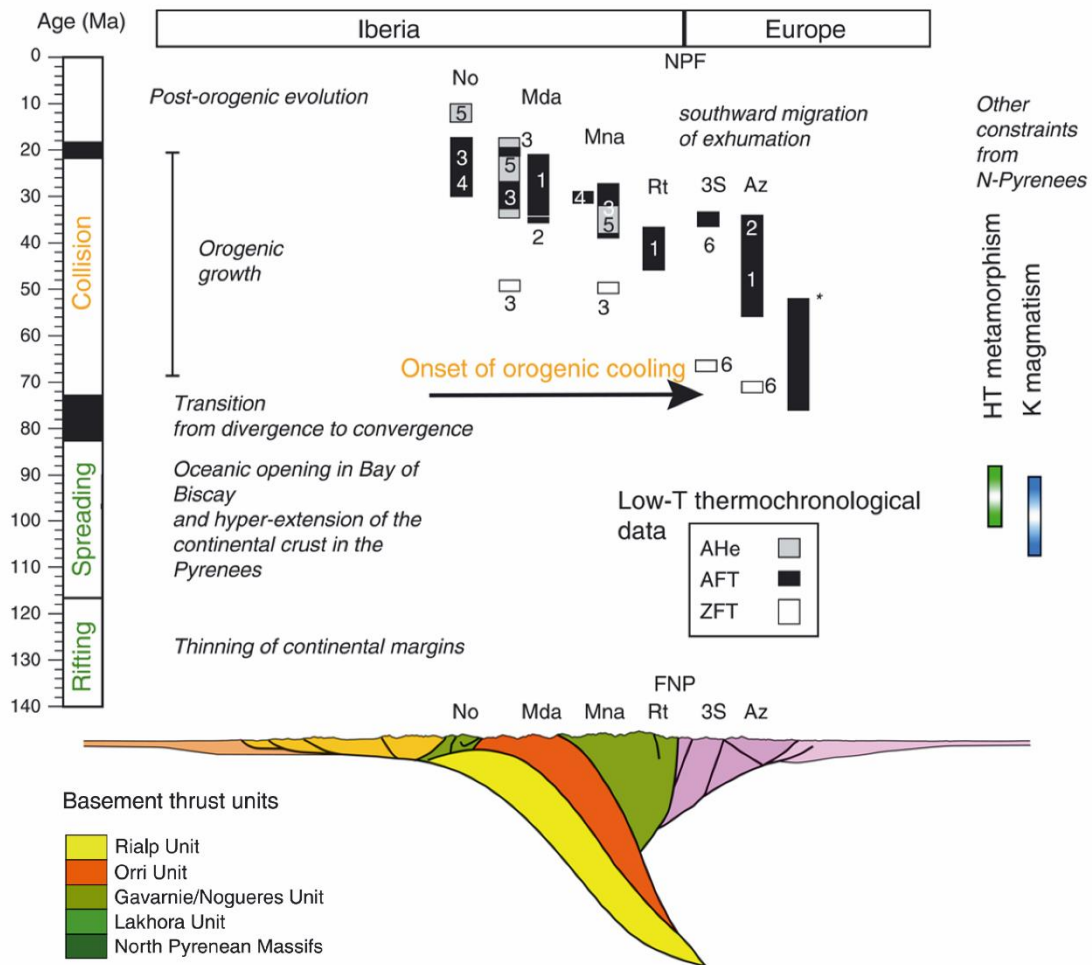 Age (Ma)
Iberia
Europe
NPF
0
10
20
30
40
50
60
70
80
90
100
110
120
130
140
Collision
Spreading
Rifting
Post-orogenic evolution
Orogenic
growth
Transition
from divergence to convergence
Oceanic opening in Bay of
Biscay
and hyper-extension of the
continental crust in the
Pyrenees
Thinning of continental margins
No
5
3
4
Mda
3
5
3
3
1
2
Mna
4
3
5
3
Rt
1
southward migration
of exhumation
3S
6
6
Az
2
1
6
*
Onset of orogenic cooling
Other
constraints
from
N-Pyrenees
HT metamorphism
K magmatism
Low-T thermochronological
data
AHe
AFT
ZFT
FNP
No Mda Mna Rt 3S Az
Basement thrust units
Rialp Unit
Orri Unit
Gavarnie/Nogueres Unit
Lakhora Unit
North Pyrenean Massifs